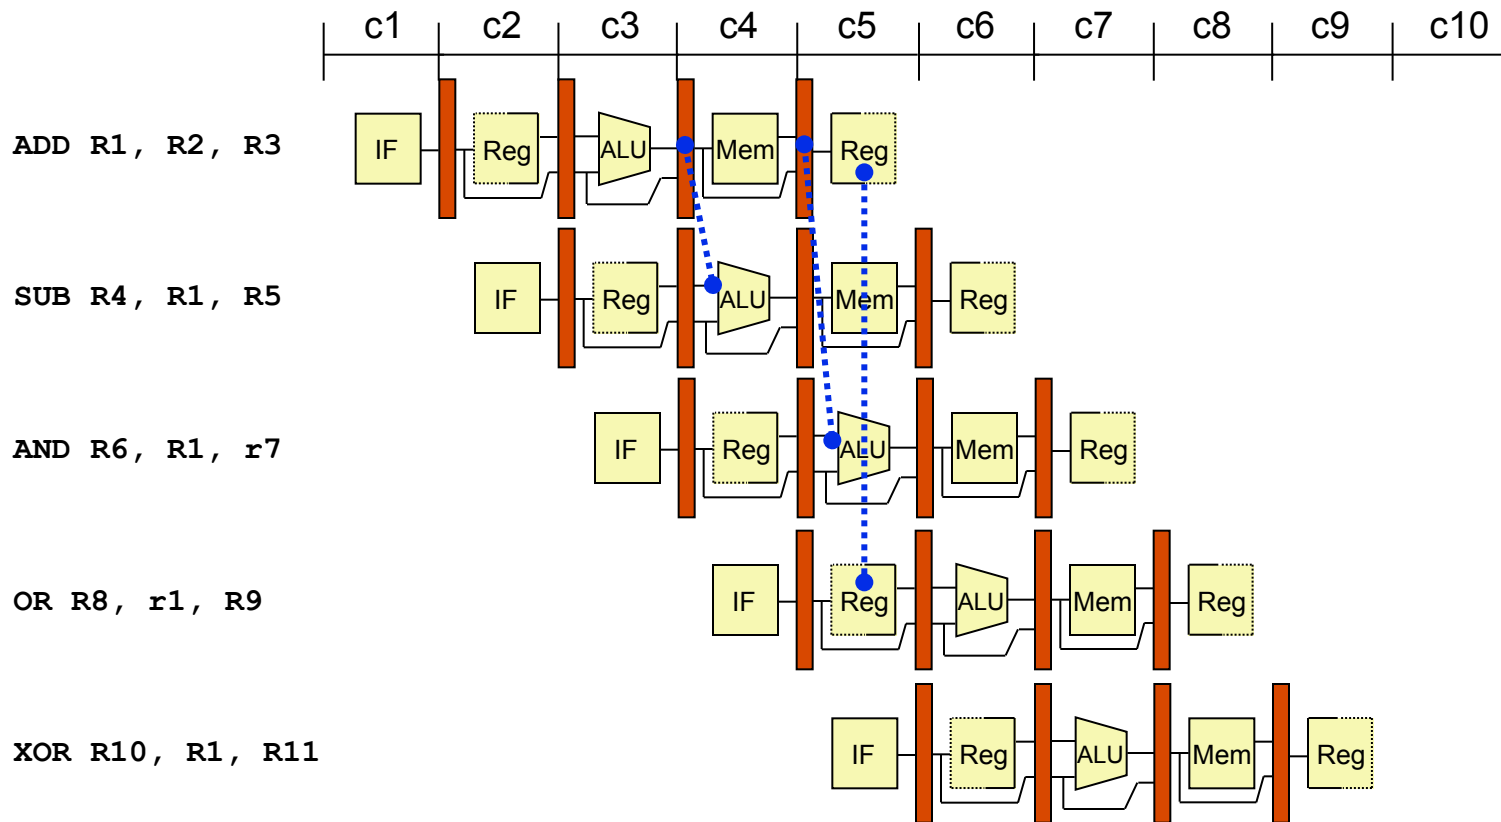 c1 c2 c3 c4 c5 c6 c7 c8 c9 c10
ADD R1, R2, R3 IF Reg ALU Mem Reg
SUB R4, R1, R5 IF Reg ALU Mem Reg
AND R6, R1, r7 IF Reg ALU Mem Reg
OR R8, r1, R9 IF Reg ALU Mem Reg
XOR R10, R1, R11 IF Reg ALU Mem Reg